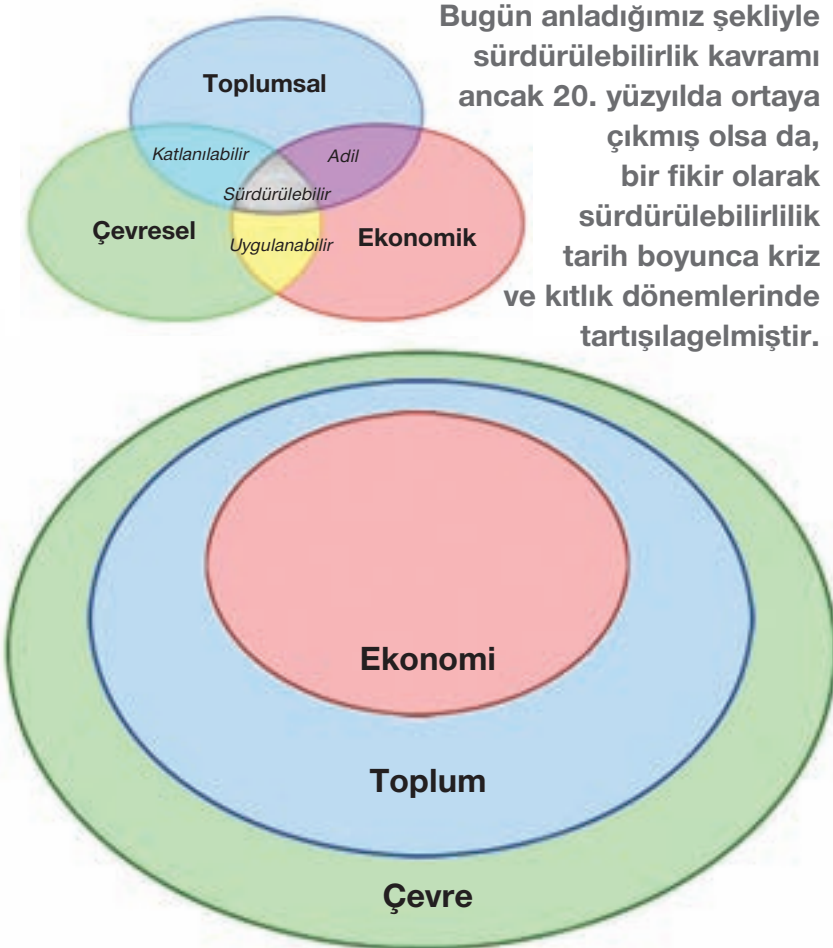 Bugün anladığımız şekliyle
sürdürülebilirlik kavramı
ancak 20. yüzyılda ortaya
çıkmış olsa da,
bir fikir olarak
sürdürülebilirlilik
tarih boyunca kriz
ve kıtlık dönemlerinde
tartışılagelmiştir.
Toplumsal
Katlanılabilir
Adil
Sürdürülebilir
Çevresel
Uygulanabilir
Ekonomik
Ekonomi
Toplum
Çevre